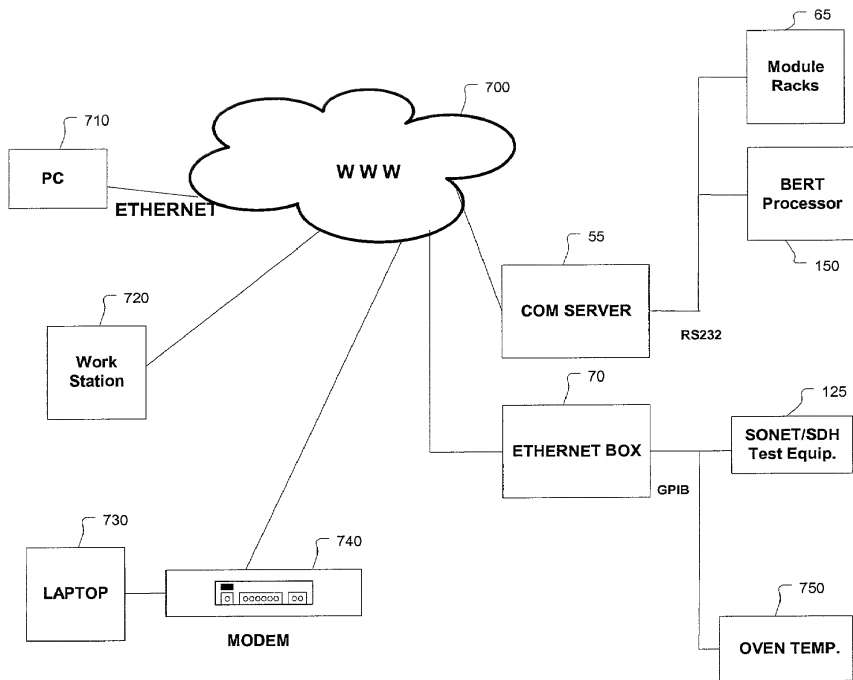 65
Module
Racks
700
710
PC
W W W
BERT
Processor
ETHERNET
150
55
720
COM SERVER
RS232
Work
Station
70
125
ETHERNET BOX
SONET/SDH
Test Equip.
GPIB
730
740
LAPTOP
750
MODEM
OVEN TEMP.